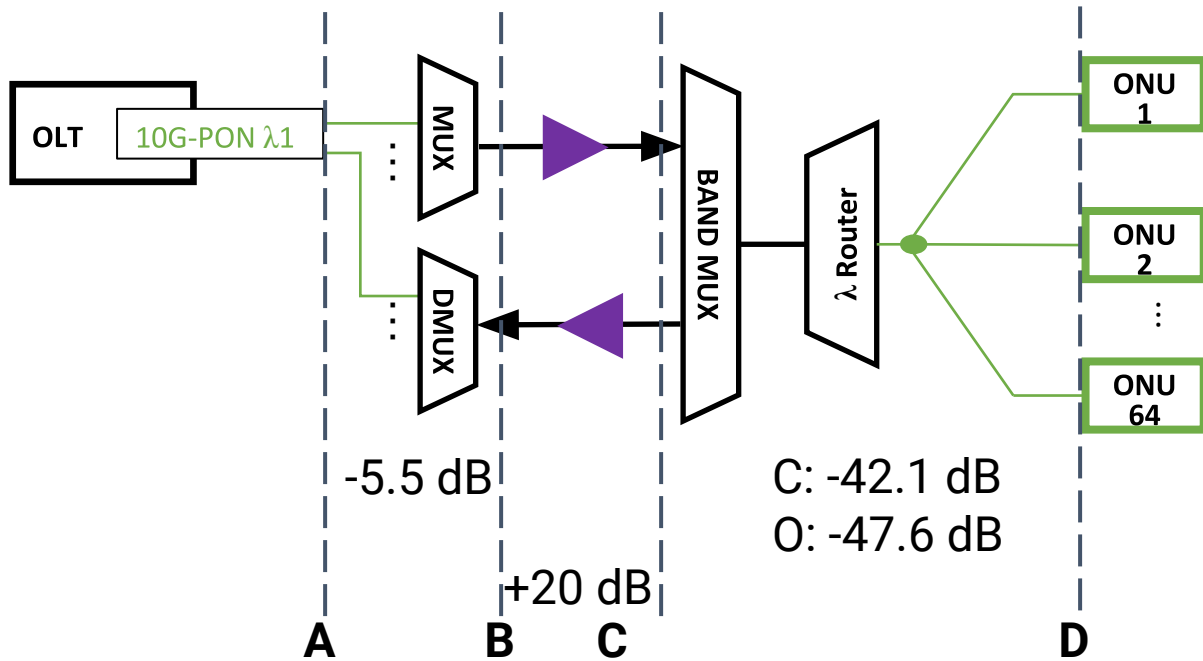 OLT
10G-PON λ1
MUX
...
DMUX
...
BAND MUX
λ Router
ONU
1
ONU
2
...
ONU
64
-5.5 dB
+20 dB
C: -42.1 dB
O: -47.6 dB
A
B
C
D